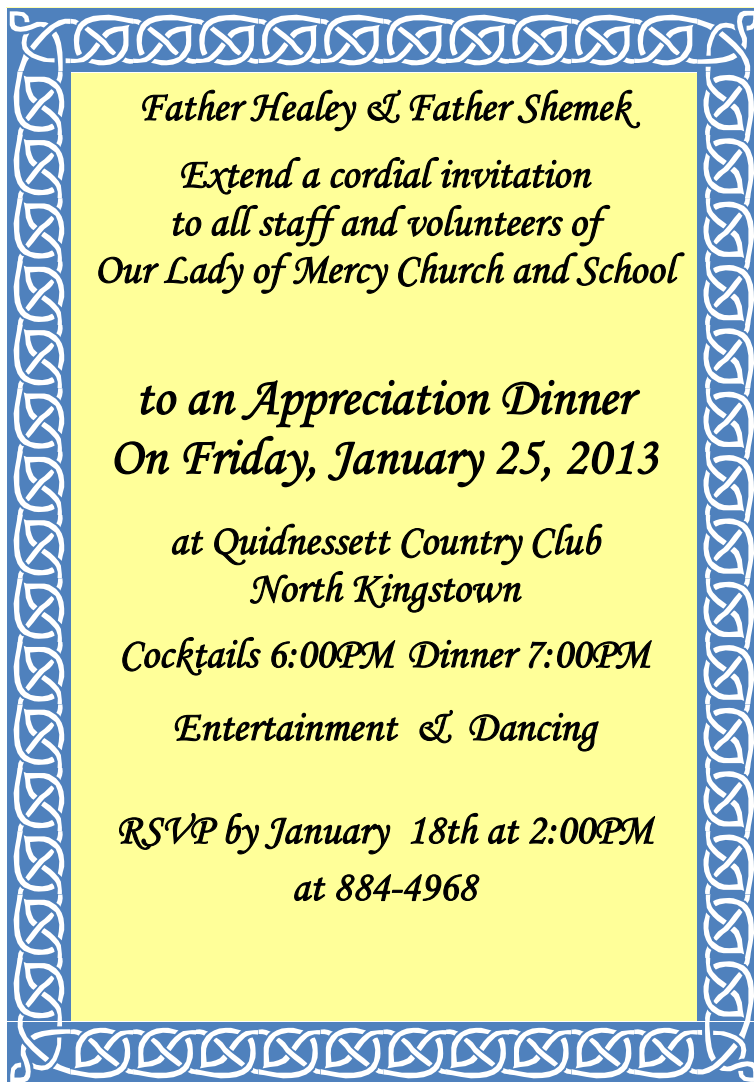 Father Healey & Father Shemek
Extend a cordial invitation
to all staff and volunteers of
Our Lady of Mercy Church and School
to an Appreciation Dinner
On Friday, January 25, 2013
at Quidnessett Country Club
North Kingstown
Cocktails 6:00PM Dinner 7:00PM
Entertainment & Dancing
RSVP by January 18th at 2:00PM
at 884-4968